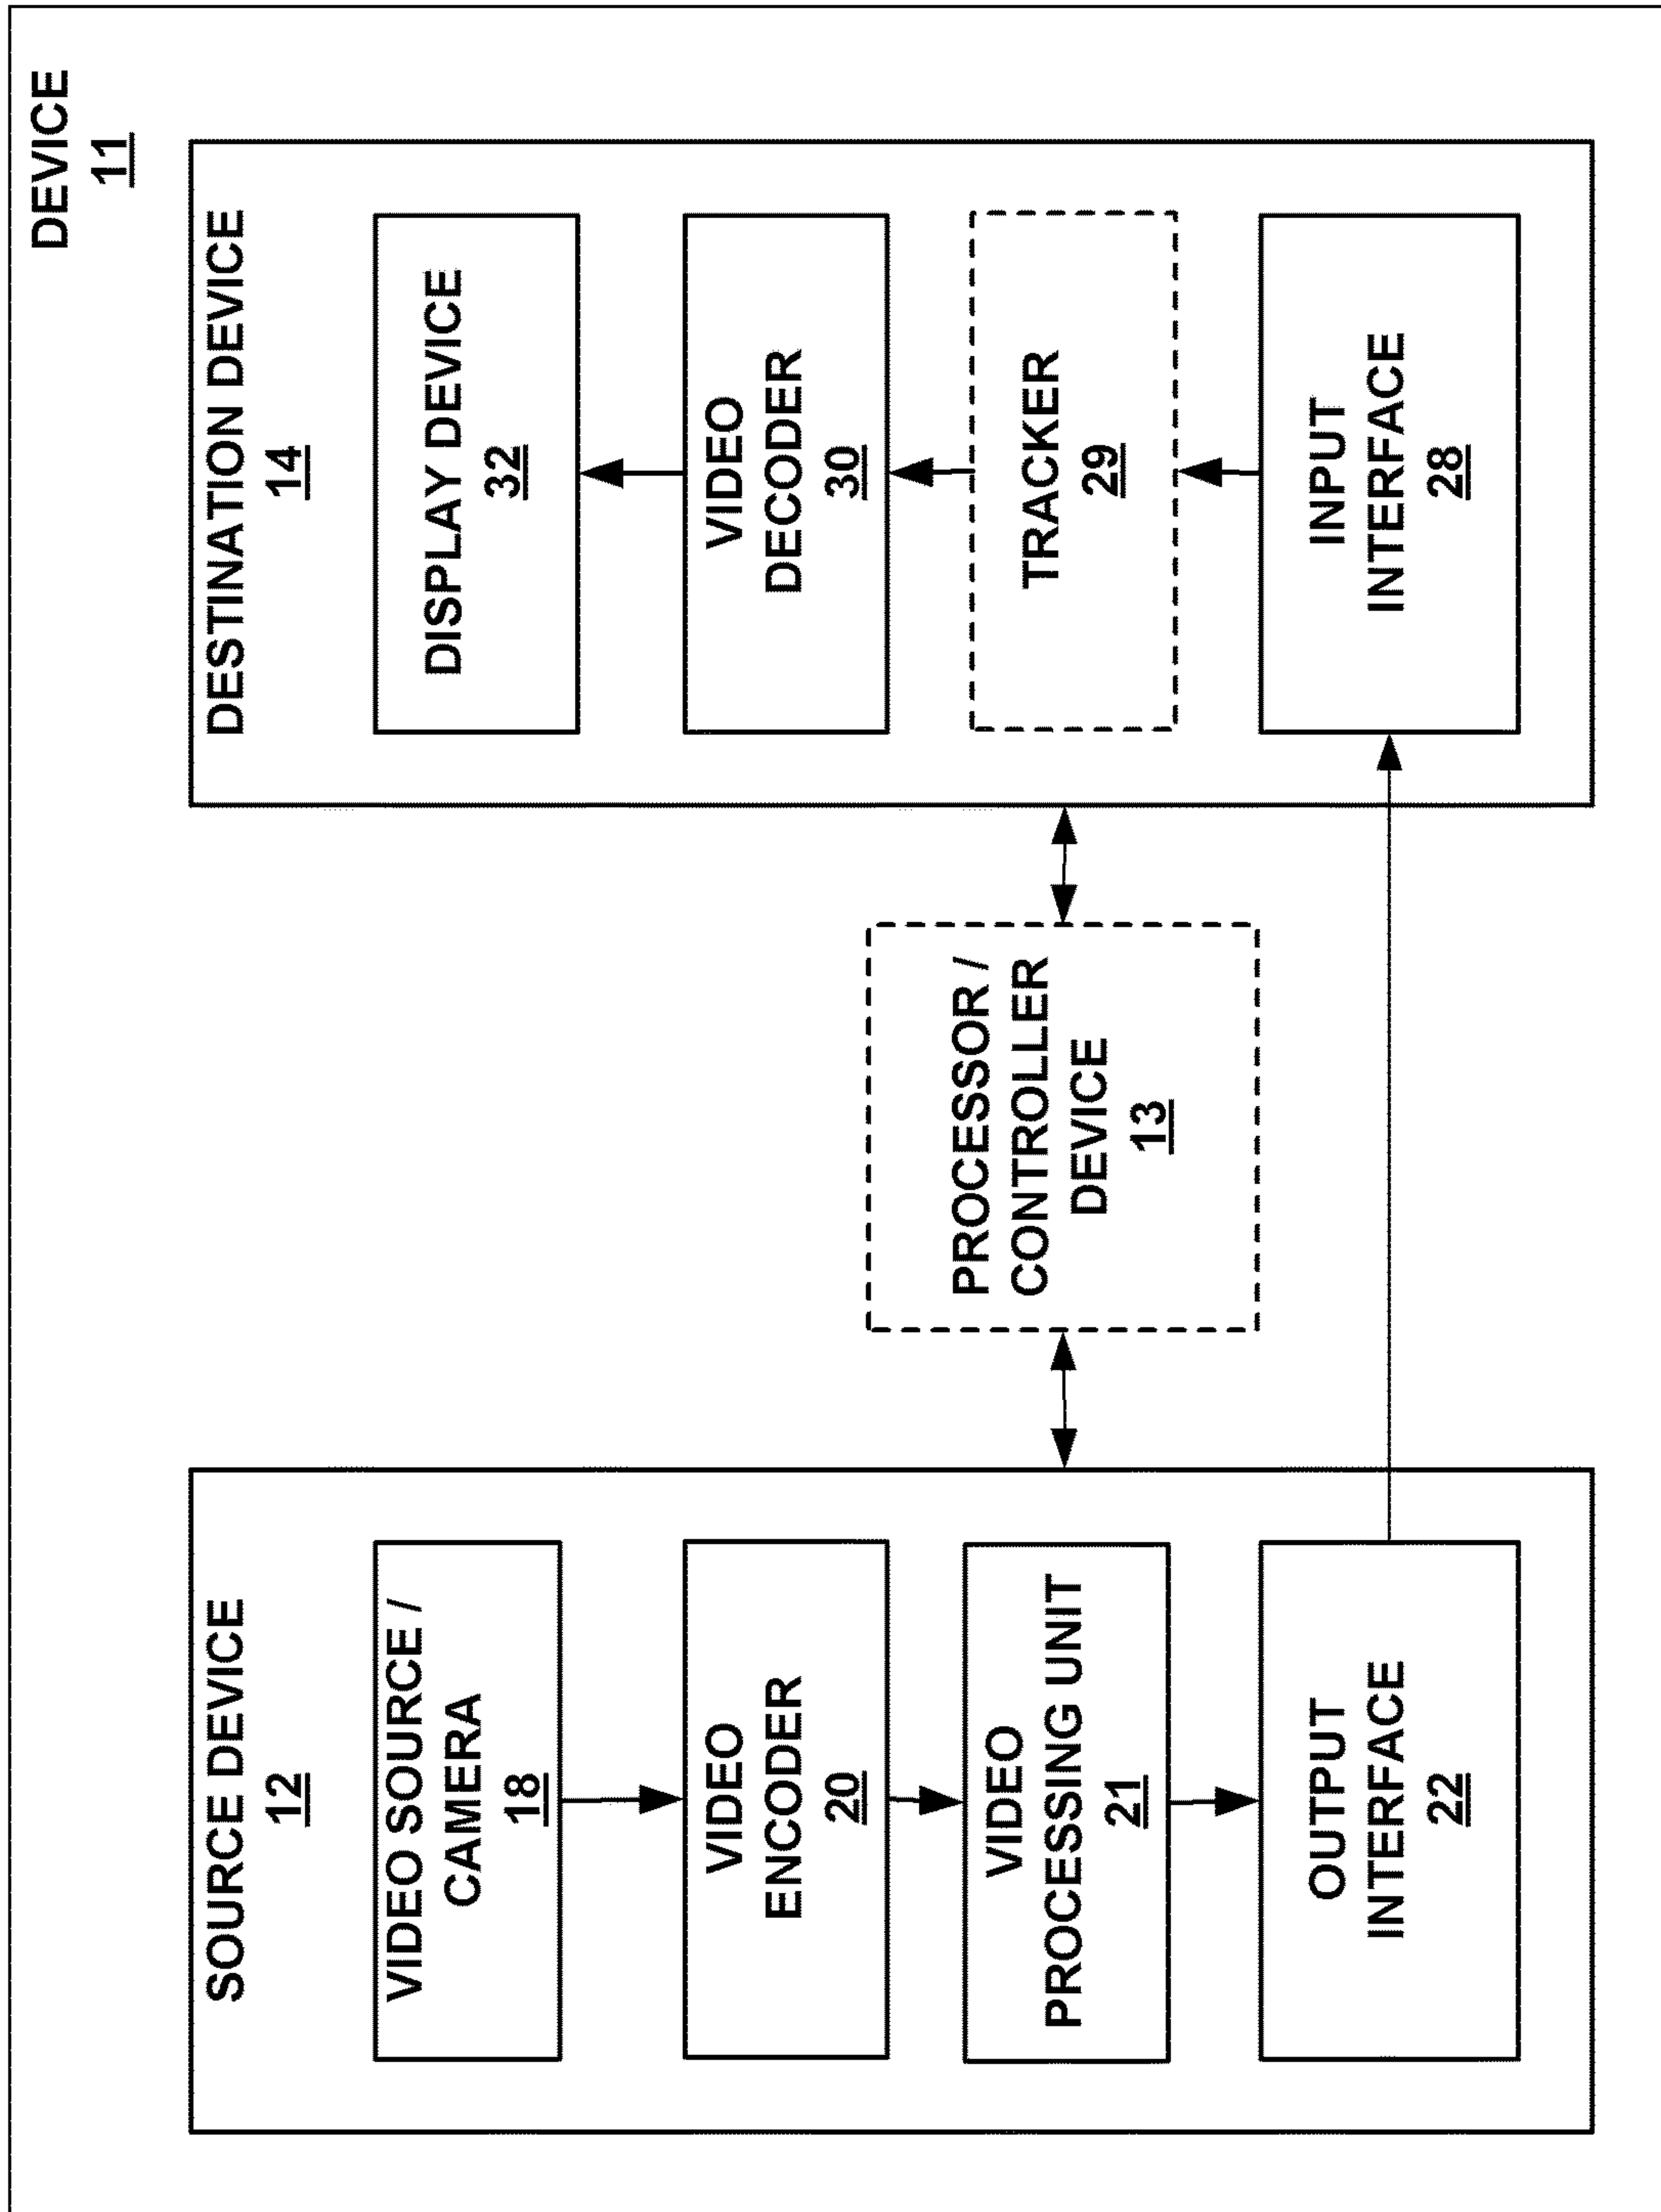 DEVICE
11
SOURCE DEVICE
12
VIDEO SOURCE /
CAMERA
18
VIDEO
ENCODER
20
VIDEO
PROCESSING UNIT
21
OUTPUT
INTERFACE
22
PROCESSOR /
CONTROLLER
DEVICE
13
DESTINATION DEVICE
14
DISPLAY DEVICE
32
VIDEO
DECODER
30
TRACKER
29
INPUT
INTERFACE
28